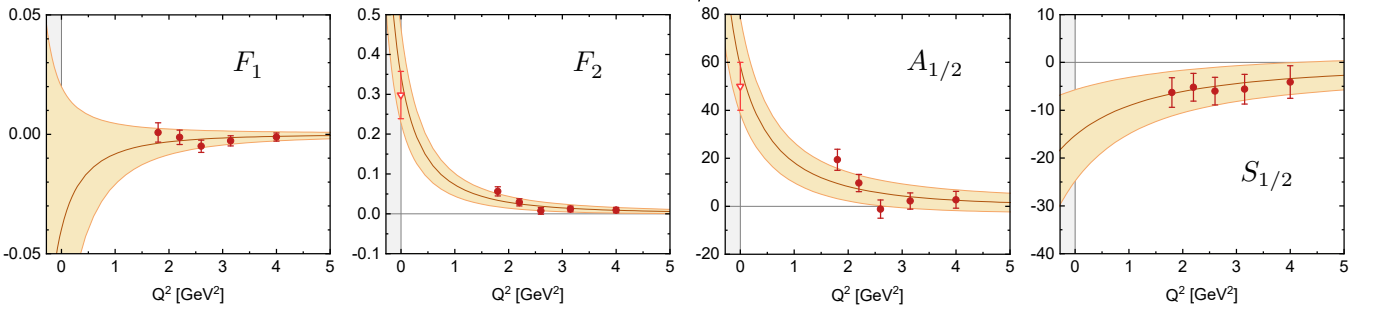 0.05
0.00
-0.05
F₁
0 1 2 3 4 5
Q² [GeV²]
0.5
0.4
0.3
0.2
0.1
0.0
-0.1
F₂
0 1 2 3 4 5
Q² [GeV²]
80
60
40
20
0
-20
A₁/₂
0 1 2 3 4 5
Q² [GeV²]
10
0
-10
-20
-30
-40
S₁/₂
0 1 2 3 4 5
Q² [GeV²]